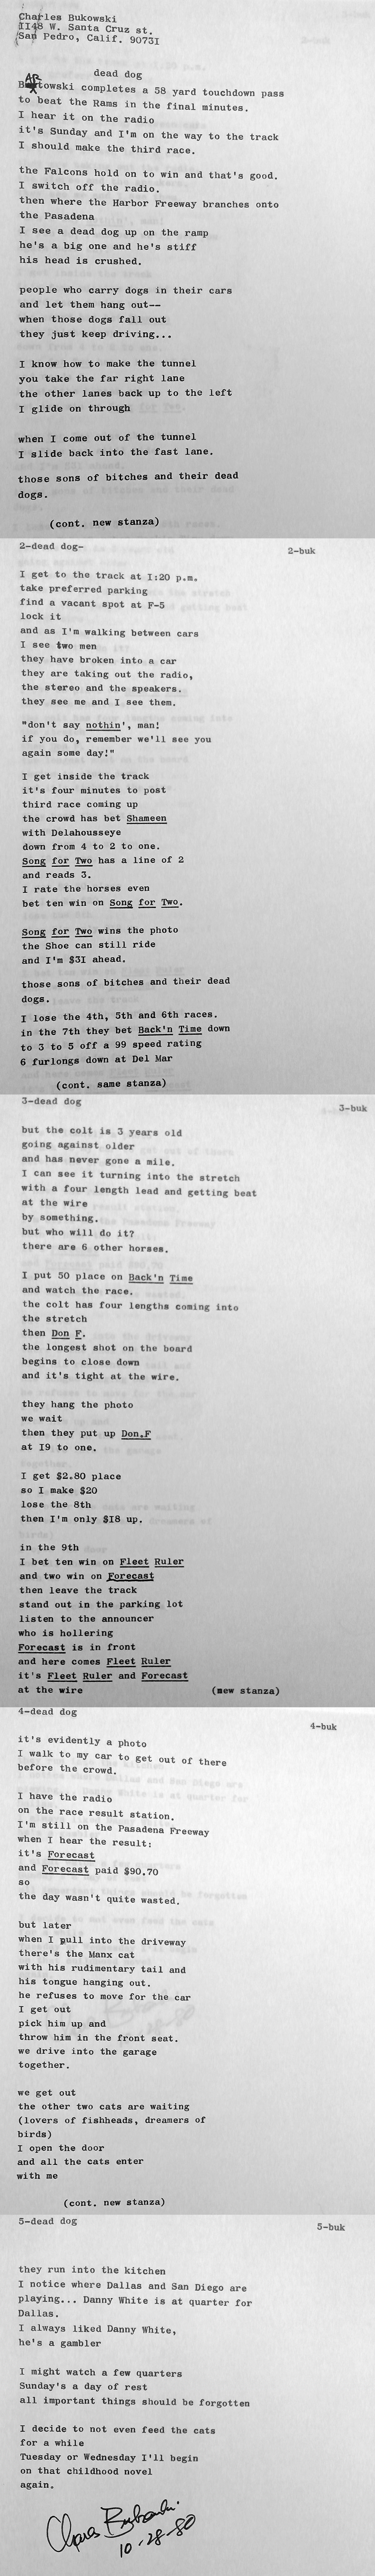 Charles Bukowski
II48 W. Santa Cruz st.
San Pedro, Calif. 9073I
dead dog
Bartowski completes a 58 yard touchdown pass
to beat the Rams in the final minutes.
I hear it on the radio
it's Sunday and I'm on the way to the track
I should make the third race.
the Falcons hold on to win and that's good.
I switch off the radio.
then where the Harbor Freeway branches onto
the Pasadena
I see a dead dog up on the ramp
he's a big one and he's stiff
his head is crushed.
people who carry dogs in their cars
and let them hang out--
when those dogs fall out
they just keep driving...
I know how to make the tunnel
you take the far right lane
the other lanes back up to the left
I glide on through
when I come out of the tunnel
I slide back into the fast lane.
those sons of bitches and their dead
dogs.
(cont. new stanza)
2-dead dog-
2-buk
I get to the track at I:20 p.m.
take preferred parking
find a vacant spot at F-5
lock it
and as I'm walking between cars
I see two men
they have broken into a car
they are taking out the radio,
the stereo and the speakers.
they see me and I see them.
"don't say nothin', man!
if you do, remember we'll see you
again some day!"
I get inside the track
it's four minutes to post
third race coming up
the crowd has bet Shameen
with Delahousseye
down from 4 to 2 to one.
Song for Two has a line of 2
and reads 3.
I rate the horses even
bet ten win on Song for Two.
Song for Two wins the photo
the Shoe can still ride
and I'm $3I ahead.
those sons of bitches and their dead
dogs.
I lose the 4th, 5th and 6th races.
in the 7th they bet Back'n Time down
to 3 to 5 off a 99 speed rating
6 furlongs down at Del Mar
(cont. same stanza)
3-dead dog
3-buk
but the colt is 3 years old
going against older
and has never gone a mile.
I can see it turning into the stretch
with a four length lead and getting beat
at the wire
by something.
but who will do it?
there are 6 other horses.
I put 50 place on Back'n Time
and watch the race.
the colt has four lengths coming into
the stretch
then Don F.
the longest shot on the board
begins to close down
and it's tight at the wire.
they hang the photo
we wait
then they put up Don.F
at I9 to one.
I get $2.80 place
so I make $20
lose the 8th
then I'm only $I8 up.
in the 9th
I bet ten win on Fleet Ruler
and two win on Forecast
then leave the track
stand out in the parking lot
listen to the announcer
who is hollering
Forecast is in front
and here comes Fleet Ruler
it's Fleet Ruler and Forecast
at the wire
(new stanza)
4-dead dog
4-buk
it's evidently a photo
I walk to my car to get out of there
before the crowd.
I have the radio
on the race result station.
I'm still on the Pasadena Freeway
when I hear the result:
it's Forecast
and Forecast paid $90.70
so
the day wasn't quite wasted.
but later
when I pull into the driveway
there's the Manx cat
with his rudimentary tail and
his tongue hanging out.
he refuses to move for the car
I get out
pick him up and
throw him in the front seat.
we drive into the garage
together.
we get out
the other two cats are waiting
(lovers of fishheads, dreamers of
birds)
I open the door
and all the cats enter
with me
(cont. new stanza)
5-dead dog
5-buk
they run into the kitchen
I notice where Dallas and San Diego are
playing... Danny White is at quarter for
Dallas.
I always liked Danny White,
he's a gambler
I might watch a few quarters
Sunday's a day of rest
all important things should be forgotten
I decide to not even feed the cats
for a while
Tuesday or Wednesday I'll begin
on that childhood novel
again.
Charles Bukowski
10-28-80